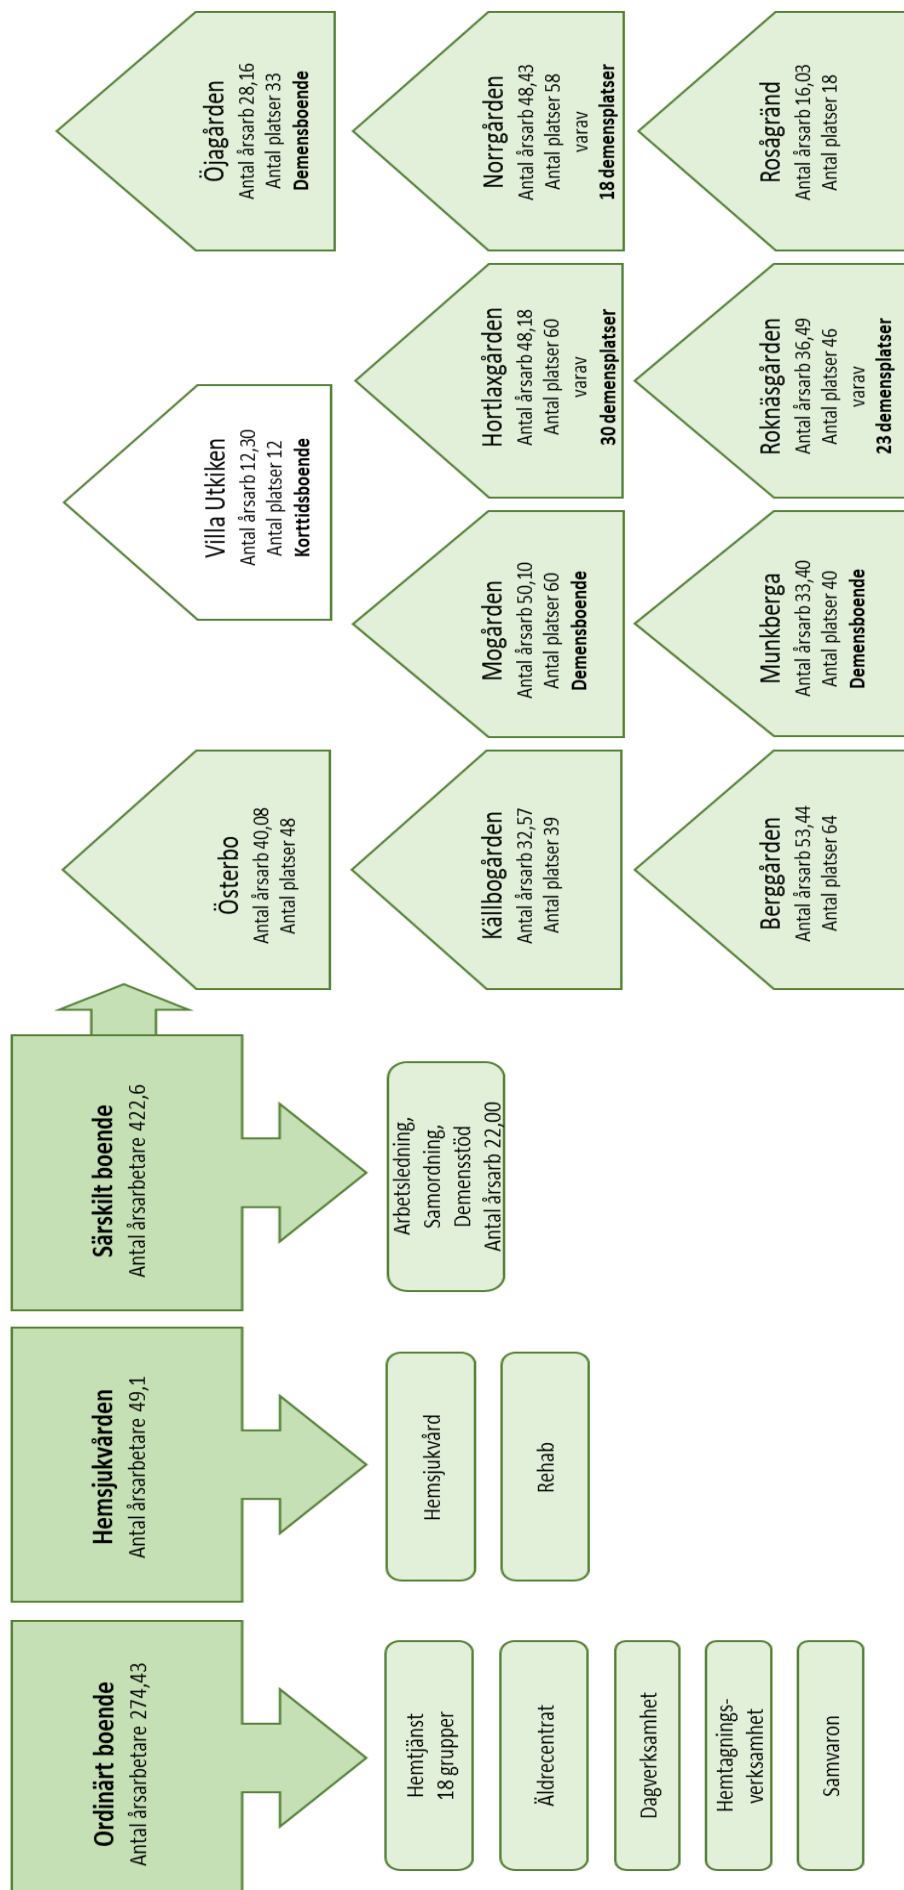 Ordinärt boende
Antal årsarbetare 274,43
Hemtjänst
18 grupper
Äldrecentrat
Dagverksamhet
Hemtagnings-
verksamhet
Samvaron
Hemsjukvården
Antal årsarbetare 49,1
Hemsjukvård
Rehab
Särskilt boende
Antal årsarbetare 422,6
Arbetsledning,
Samordning,
Demensstöd
Antal årsarb 22,00
Österbo
Antal årsarb 40,08
Antal platser 48
Villa Utkiken
Antal årsarb 12,30
Antal platser 12
Korttidsboende
Öjagården
Antal årsarb 28,16
Antal platser 33
Demensboende
Källbogården
Antal årsarb 32,57
Antal platser 39
Mogården
Antal årsarb 50,10
Antal platser 60
Demensboende
Hortlaxgården
Antal årsarb 48,18
Antal platser 60
varav
30 demensplatser
Norrgården
Antal årsarb 48,43
Antal platser 58
varav
18 demensplatser
Berggården
Antal årsarb 53,44
Antal platser 64
Munkberga
Antal årsarb 33,40
Antal platser 40
Demensboende
Roknäsgården
Antal årsarb 36,49
Antal platser 46
varav
23 demensplatser
Rosågränd
Antal årsarb 16,03
Antal platser 18